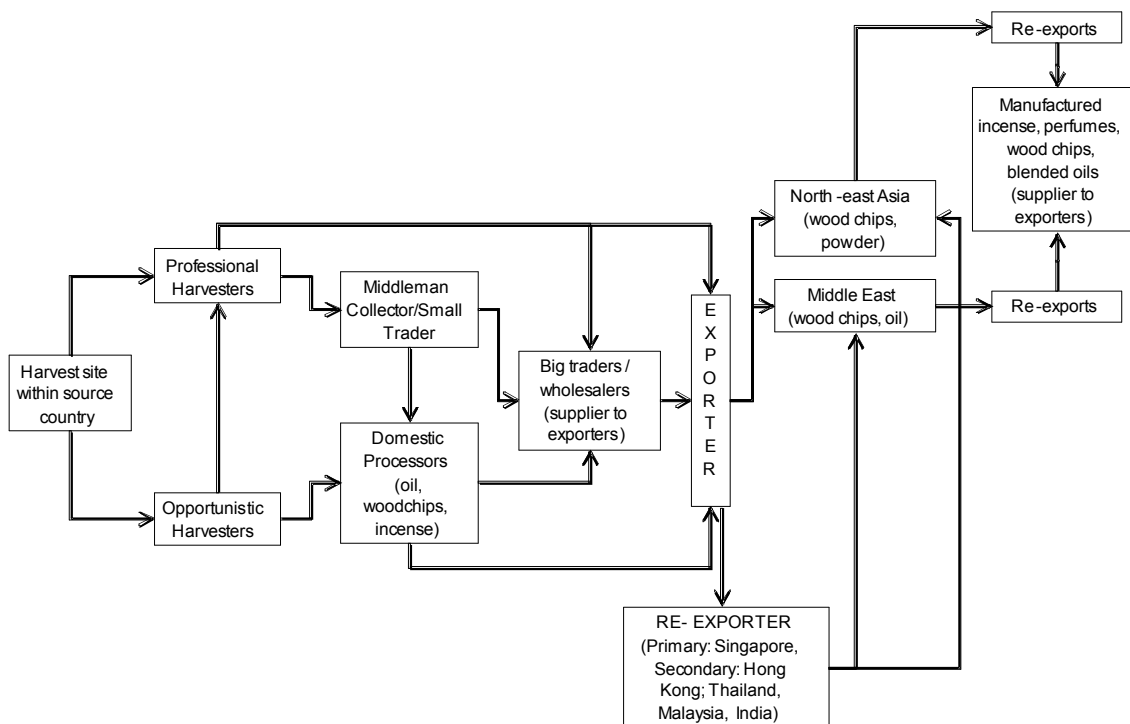 Harvest site
within source
country
Professional
Harvesters
Opportunistic
Harvesters
Middleman
Collector/Small
Trader
Domestic
Processors
(oil,
woodchips,
incense)
Big traders /
wholesalers
(supplier to
exporters)
E
X
P
O
R
T
E
R
RE- EXPORTER
(Primary: Singapore,
Secondary: Hong
Kong; Thailand,
Malaysia, India)
North -east Asia
(wood chips,
powder)
Middle East
(wood chips, oil)
Re -exports
Manufactured
incense, perfumes,
wood chips,
blended oils
(supplier to
exporters)
Re-exports